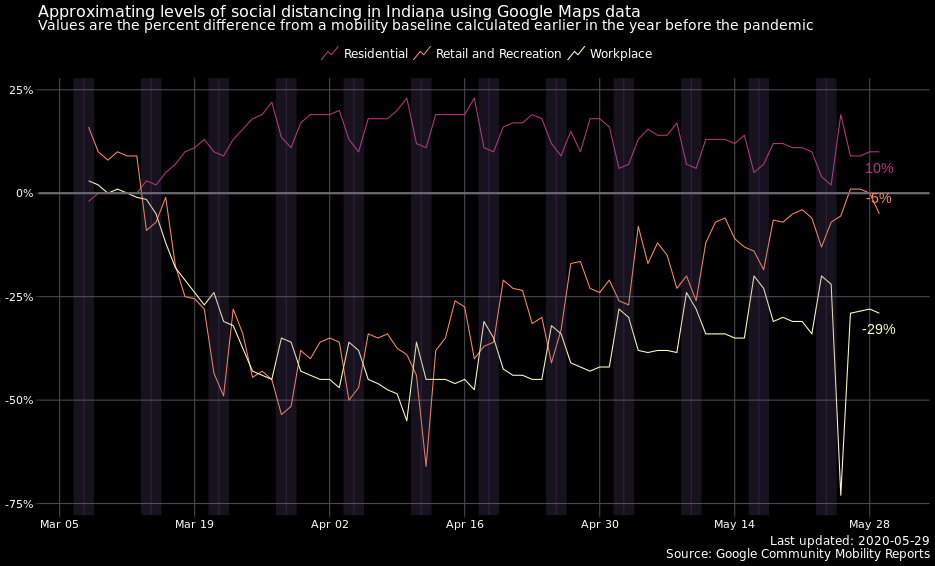 Approximating levels of social distancing in Indiana using Google Maps data
Values are the percent difference from a mobility baseline calculated earlier in the year before the pandemic
Residential Retail and Recreation Workplace
25%
0%
-25%
-50%
-75%
10%
-5%
-29%
Mar 05 Mar 19 Apr 02 Apr 16 Apr 30 May 14 May 28
Last updated: 2020-05-29
Source: Google Community Mobility Reports